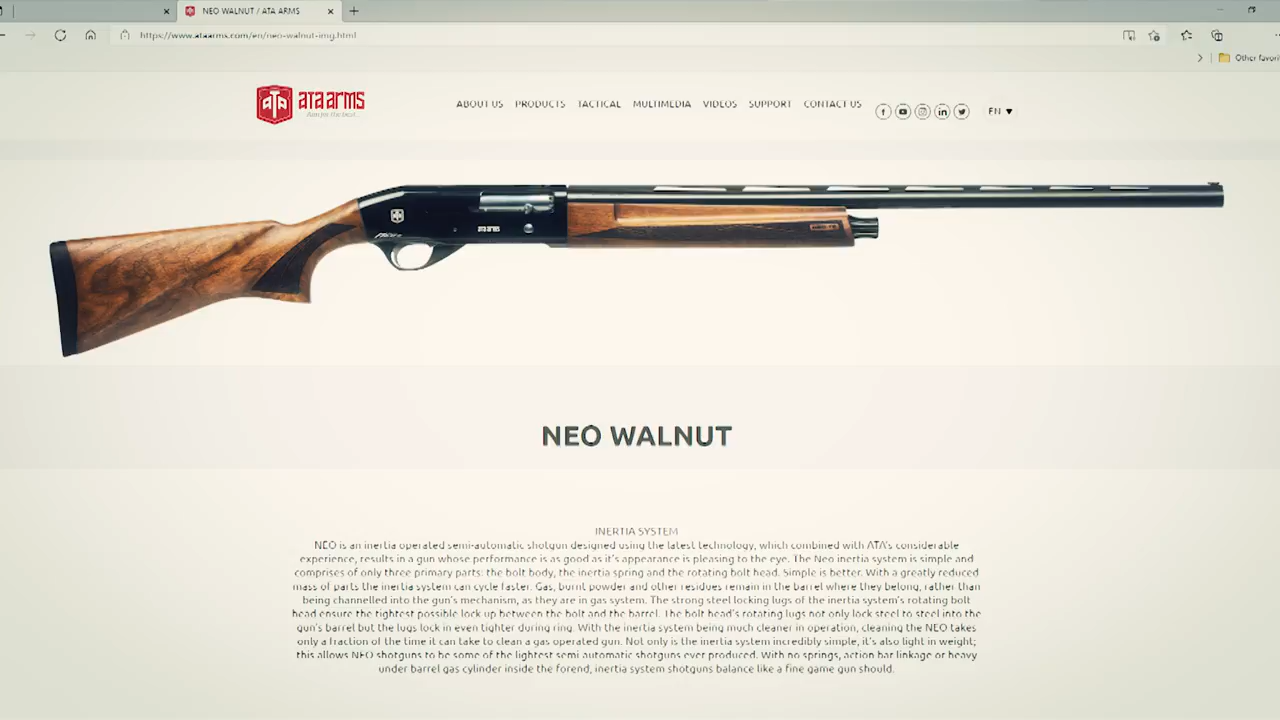 NEO WALNUT / ATA ARMS
https://www.ataarms.com/en/neo-walnut-img.html
Other favori
ATA ARMS
Aim for the best...
ABOUT US PRODUCTS TACTICAL MULTIMEDIA VIDEOS SUPPORT CONTACT US
EN
ATA ARMS
NEO WALNUT
INERTIA SYSTEM
NEO is an inertia operated semi-automatic shotgun designed using the latest technology, which combined with ATA's considerable
experience, results in a gun whose performance is as good as it's appearance is pleasing to the eye. The Neo inertia system is simple and
comprises of only three primary parts: the bolt body, the inertia spring and the rotating bolt head. Simple is better. With a greatly reduced
mass of parts the inertia system can cycle faster. Gas, burnt powder and other residues remain in the barrel where they belong, rather than
being channelled into the gun's mechanism, as they are in gas system. The strong steel locking lugs of the inertia system's rotating bolt
head ensure the tightest possible lock up between the bolt and the barrel. The bolt head's rotating lugs not only lock steel to steel into the
gun's barrel but the lugs lock in even tighter during ring. With the inertia system being much cleaner in operation, cleaning the NEO takes
only a fraction of the time it can take to clean a gas operated gun. Not only is the inertia system incredibly simple, it's also light in weight;
this allows NEO shotguns to be some of the lightest semi automatic shotguns ever produced. With no springs, action bar linkage or heavy
under barrel gas cylinder inside the forend, inertia system shotguns balance like a fine game gun should.